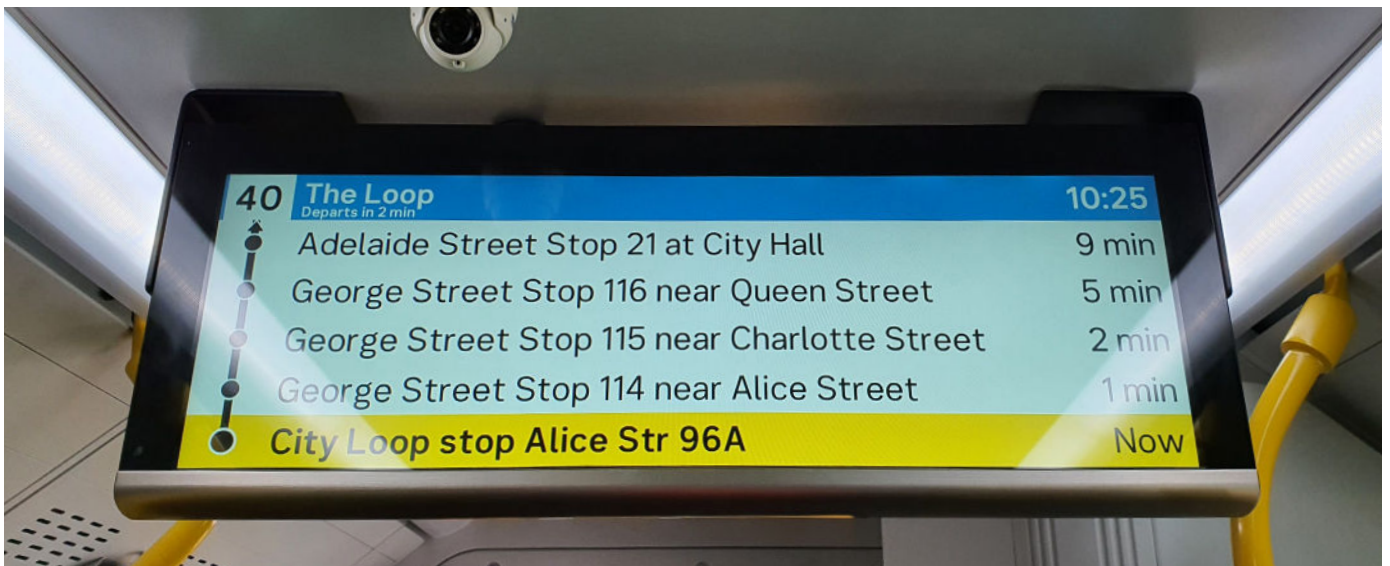 40 The Loop 10:25
Departs in 2 min
Adelaide Street Stop 21 at City Hall 9 min
George Street Stop 116 near Queen Street 5 min
George Street Stop 115 near Charlotte Street 2 min
George Street Stop 114 near Alice Street 1 min
City Loop stop Alice Str 96A Now